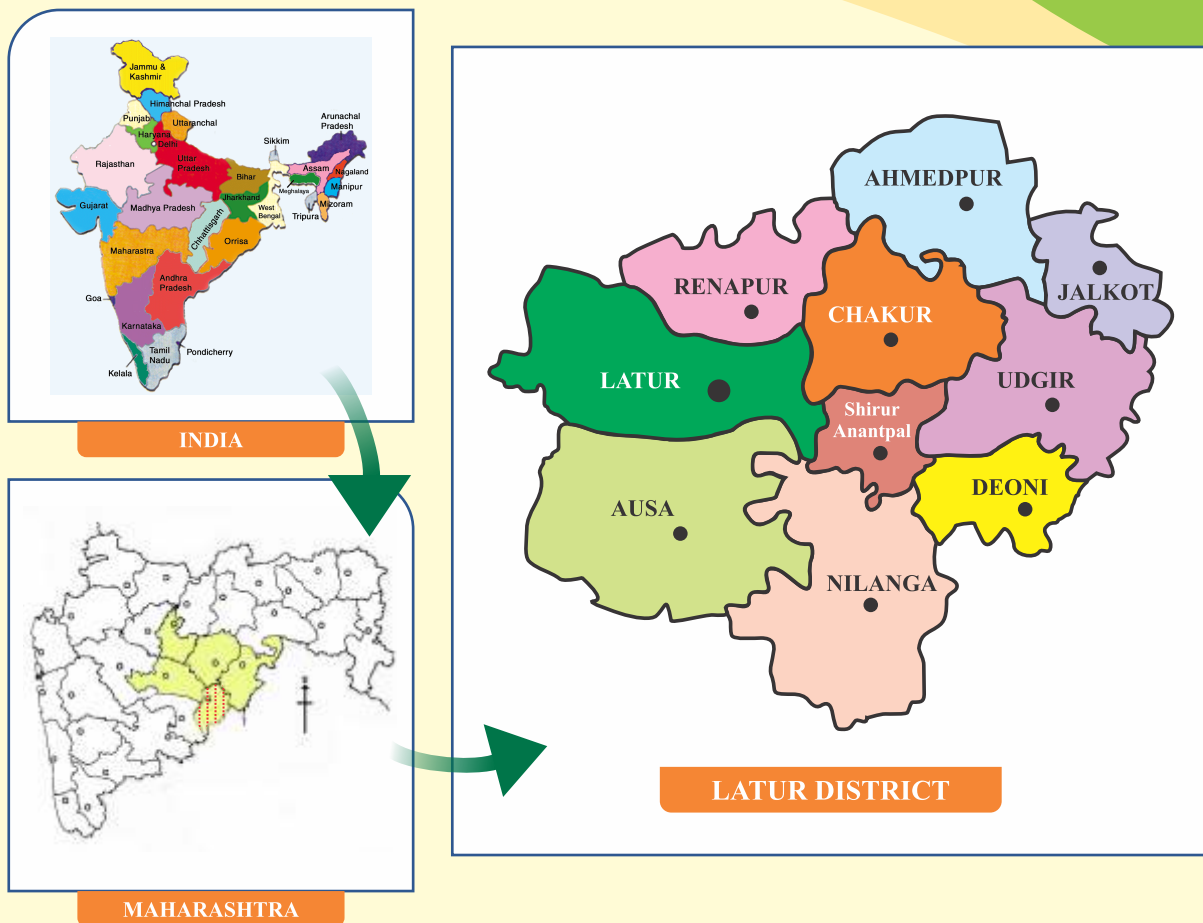 Jammu &
Kashmir
Himanchal Pradesh
Punjab
Uttaranchal
Haryana
Delhi
Arunachal
Pradesh
Sikkim
Rajasthan
Uttar
Pradesh
Bihar
Assam
Nagaland
Meghalaya
Manipur
Gujarat
Madhya Pradesh
Jharkhand
West
Bengal
Tripura
Mizoram
Chhattisgarh
Orrisa
Maharastra
Andhra
Pradesh
Goa
Karnataka
Tamil
Nadu
Pondicherry
Kelala
INDIA
MAHARASHTRA
AHMEDPUR
RENAPUR
JALKOT
CHAKUR
LATUR
UDGIR
Shirur
Anantpal
AUSA
DEONI
NILANGA
LATUR DISTRICT